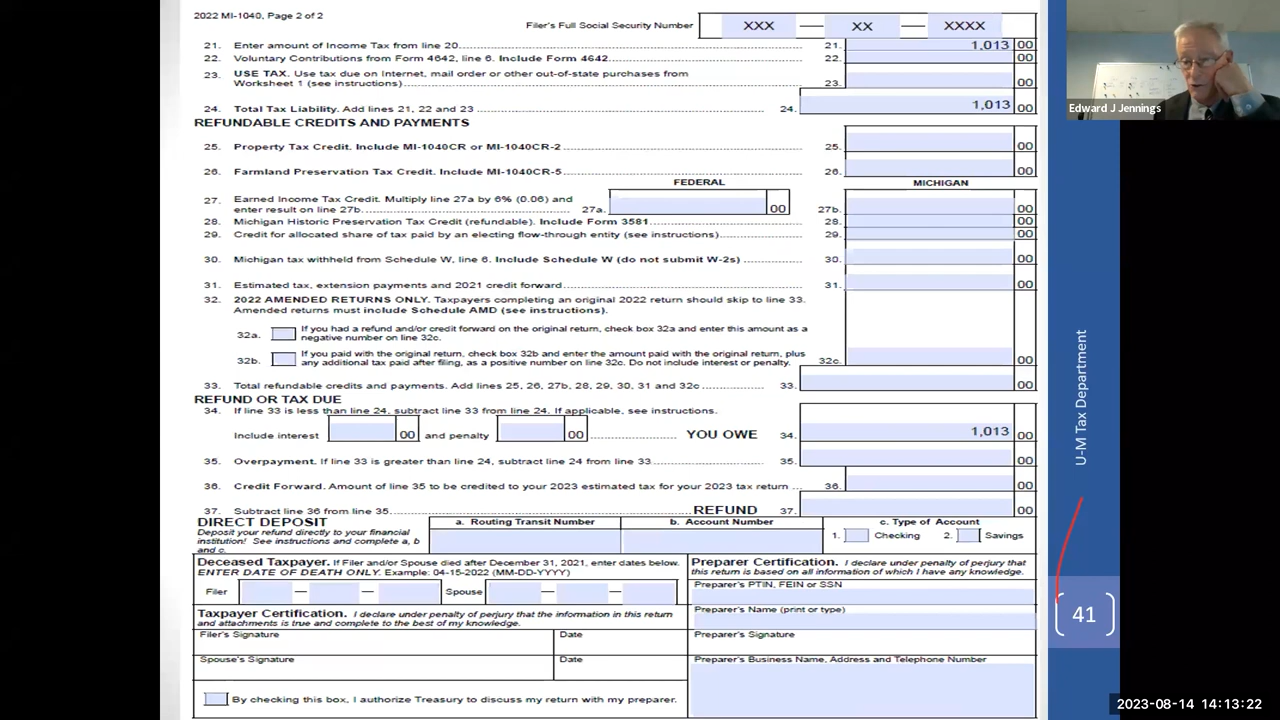 2022 MI-1040, Page 2 of 2
Filer's Full Social Security Number XXX — XX — XXXX
21. Enter amount of Income Tax from line 20. 21. 1,013 00
22. Voluntary Contributions from Form 4642, line 6. Include Form 4642. 22. 00
23. USE TAX. Use tax due on Internet, mail order or other out-of-state purchases from
Worksheet 1 (see instructions) 23. 00
24. Total Tax Liability. Add lines 21, 22 and 23 24. 1,013 00
REFUNDABLE CREDITS AND PAYMENTS
25. Property Tax Credit. Include MI-1040CR or MI-1040CR-2 25. 00
26. Farmland Preservation Tax Credit. Include MI-1040CR-5 26. 00
FEDERAL MICHIGAN
27. Earned Income Tax Credit. Multiply line 27a by 6% (0.06) and
enter result on line 27b. 27a. 00 27b. 00
28. Michigan Historic Preservation Tax Credit (refundable). Include Form 3581 28. 00
29. Credit for allocated share of tax paid by an electing flow-through entity (see instructions) 29. 00
30. Michigan tax withheld from Schedule W, line 6. Include Schedule W (do not submit W-2s) 30. 00
31. Estimated tax, extension payments and 2021 credit forward 31. 00
32. 2022 AMENDED RETURNS ONLY. Taxpayers completing an original 2022 return should skip to line 33.
Amended returns must include Schedule AMD (see instructions).
32a. If you had a refund and/or credit forward on the original return, check box 32a and enter this amount as a
negative number on line 32c.
32b. If you paid with the original return, check box 32b and enter the amount paid with the original return, plus
any additional tax paid after filing, as a positive number on line 32c. Do not include interest or penalty. 32c. 00
33. Total refundable credits and payments. Add lines 25, 26, 27b, 28, 29, 30, 31 and 32c 33. 00
REFUND OR TAX DUE
34. If line 33 is less than line 24, subtract line 33 from line 24. If applicable, see instructions.
Include interest 00 and penalty 00 YOU OWE 34. 1,013 00
35. Overpayment. If line 33 is greater than line 24, subtract line 24 from line 33 35. 00
36. Credit Forward. Amount of line 35 to be credited to your 2023 estimated tax for your 2023 tax return ... 36. 00
37. Subtract line 36 from line 35. REFUND 37. 00
DIRECT DEPOSIT a. Routing Transit Number b. Account Number c. Type of Account
Deposit your refund directly to your financial
institution! See instructions and complete a, b
and c.
1. Checking 2. Savings
Deceased Taxpayer. If Filer and/or Spouse died after December 31, 2021, enter dates below.
ENTER DATE OF DEATH ONLY. Example: 04-15-2022 (MM-DD-YYYY)
Filer — — Spouse — —
Preparer Certification. I declare under penalty of perjury that
this return is based on all information of which I have any knowledge.
Preparer's PTIN, FEIN or SSN
Taxpayer Certification. I declare under penalty of perjury that the information in this return
and attachments is true and complete to the best of my knowledge.
Preparer's Name (print or type)
Filer's Signature Date Preparer's Signature
Spouse's Signature Date Preparer's Business Name, Address and Telephone Number
By checking this box, I authorize Treasury to discuss my return with my preparer.
Edward J Jennings
U-M Tax Department
41
2023-08-14 14:13:22